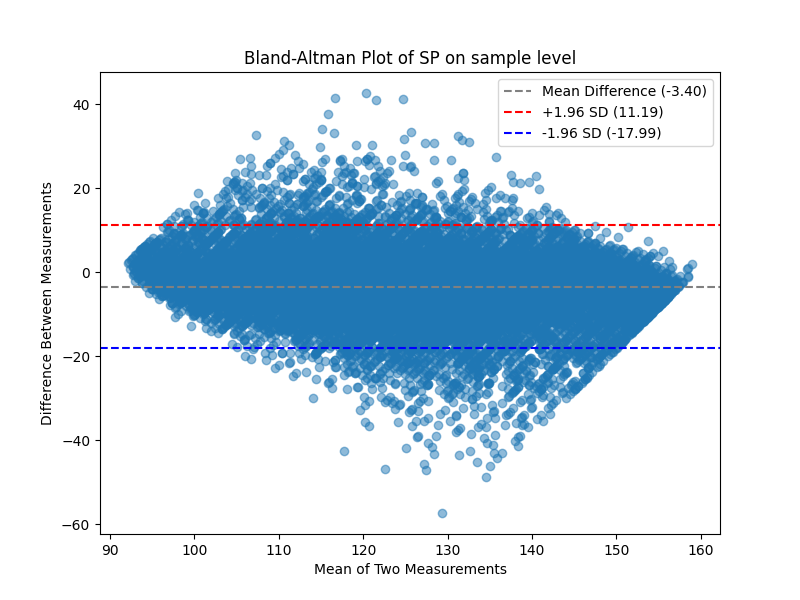 Bland-Altman Plot of SP on sample level
Mean Difference (-3.40)
+1.96 SD (11.19)
-1.96 SD (-17.99)
Difference Between Measurements
40
20
0
−20
−40
−60
90 100 110 120 130 140 150 160
Mean of Two Measurements